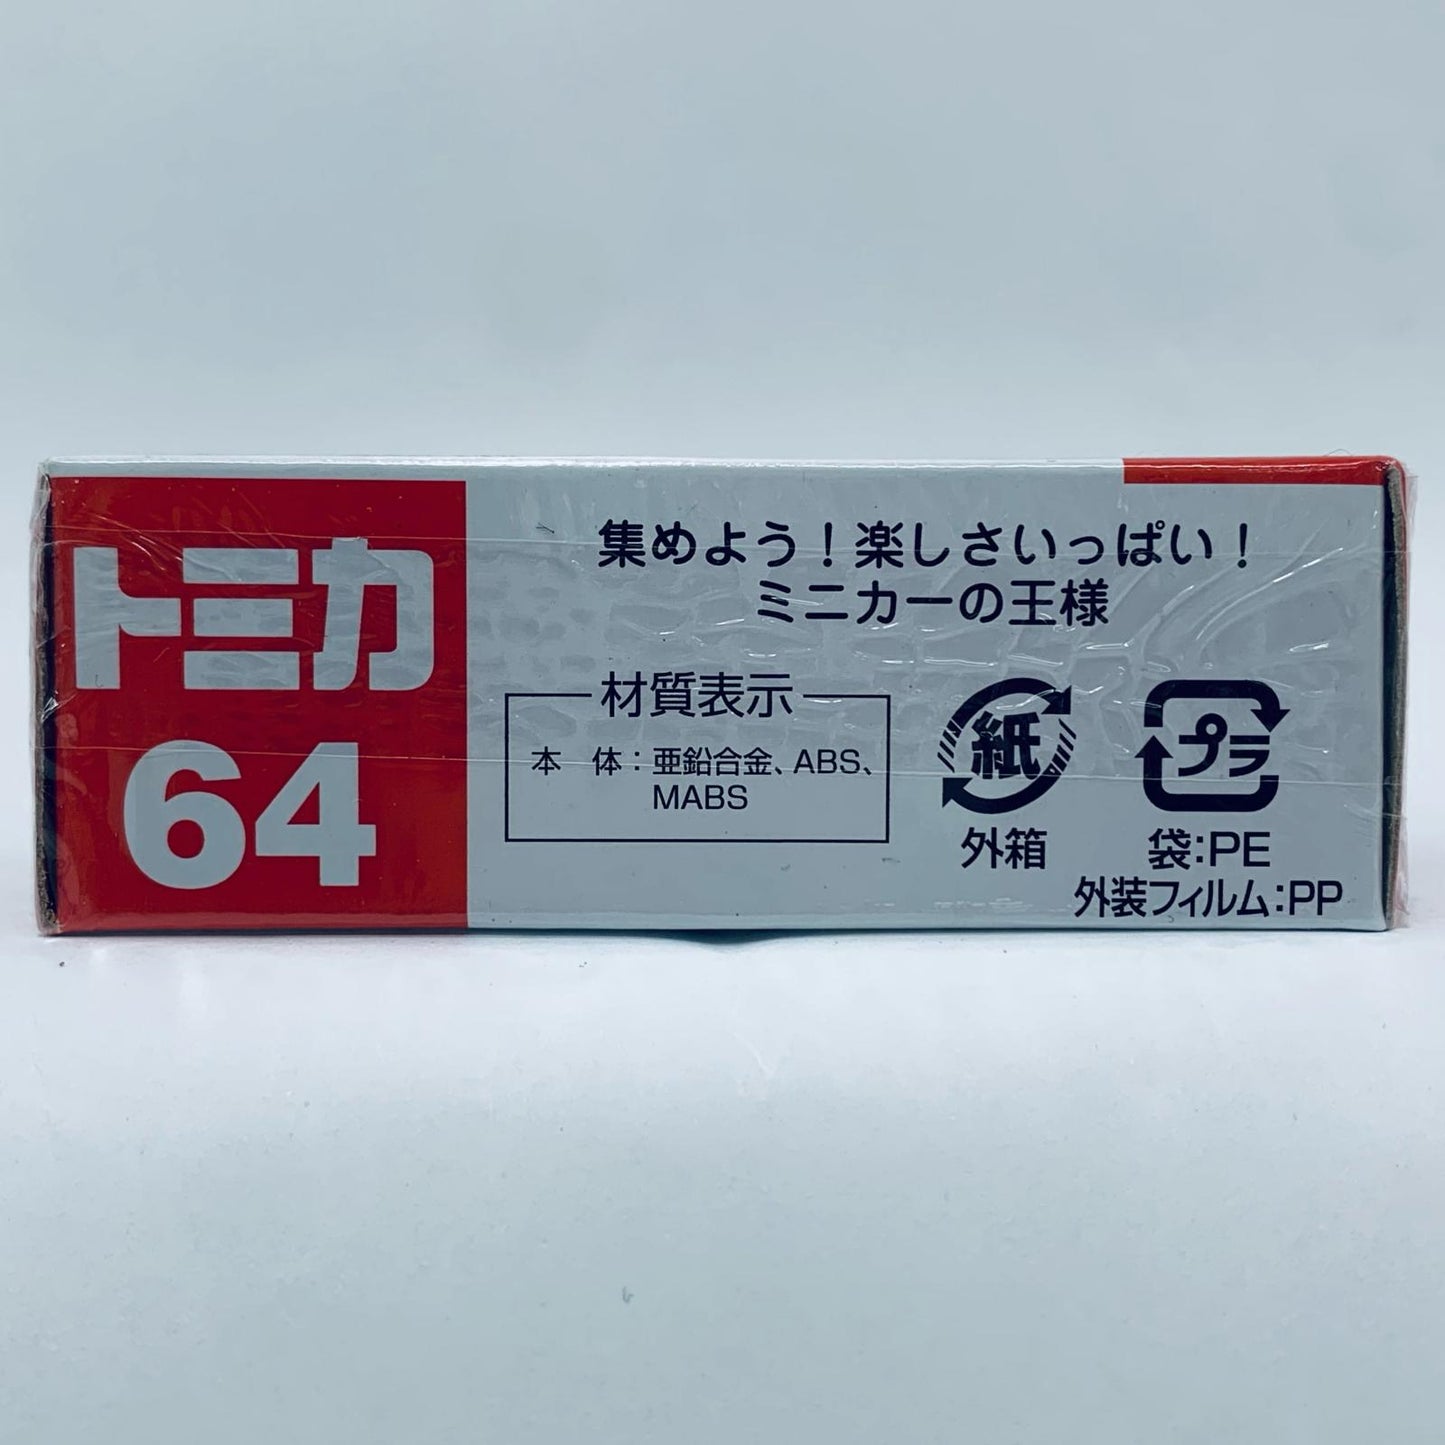 トミカ
64
集めよう！楽しさいっぱい！
ミニカーの王様
材質表示
本　体：亜鉛合金、ABS、
MABS
紙
外箱
プラ
袋：PE
外装フィルム：PP